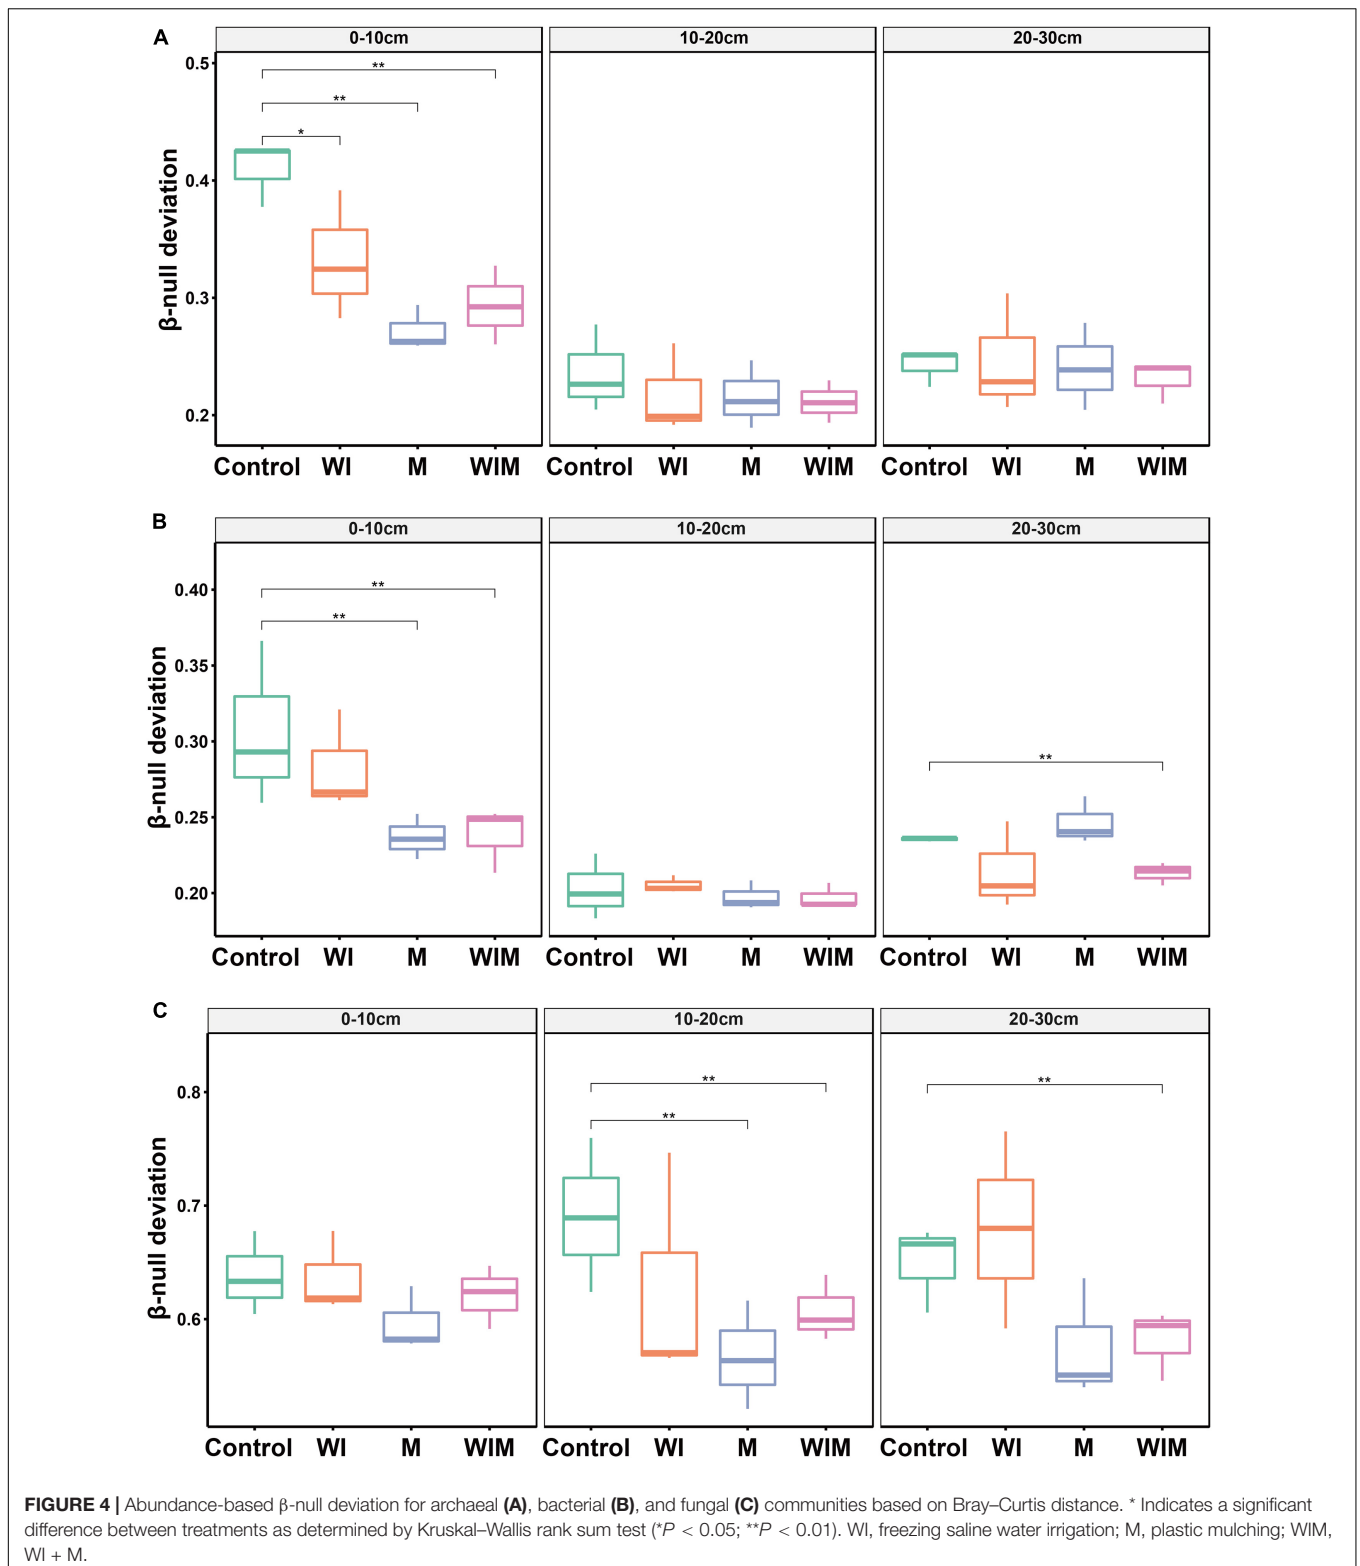 A
0-10cm 10-20cm 20-30cm
** 
**
*
β-null deviation
0.5
0.4
0.3
0.2
Control WI M WIM Control WI M WIM Control WI M WIM
B
0-10cm 10-20cm 20-30cm
**
**
**
β-null deviation
0.40
0.35
0.30
0.25
0.20
Control WI M WIM Control WI M WIM Control WI M WIM
C
0-10cm 10-20cm 20-30cm
** **
**
β-null deviation
0.8
0.7
0.6
Control WI M WIM Control WI M WIM Control WI M WIM
FIGURE 4 | Abundance-based β-null deviation for archaeal (A), bacterial (B), and fungal (C) communities based on Bray–Curtis distance. * Indicates a significant
difference between treatments as determined by Kruskal–Wallis rank sum test (*P < 0.05; **P < 0.01). WI, freezing saline water irrigation; M, plastic mulching; WIM,
WI + M.